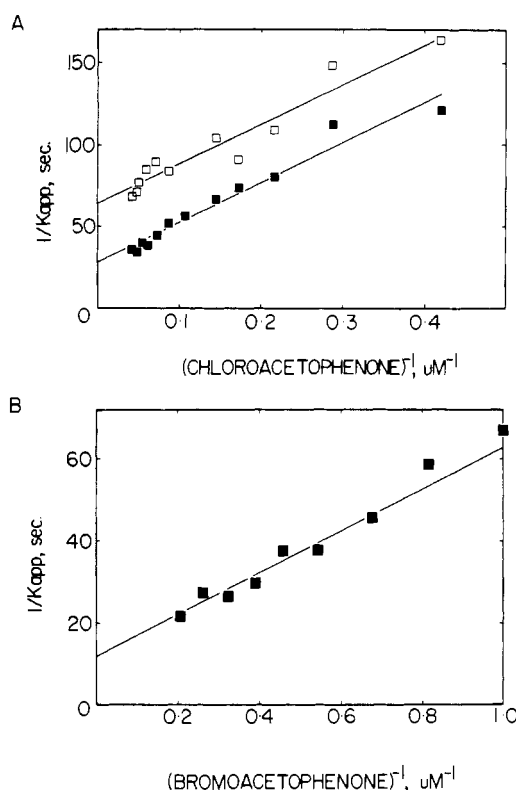 A
150
100
50
0
1/Kapp, sec.
0·1 0·2 0·3 0·4
(CHLOROACETOPHENONE)⁻¹, uM⁻¹
B
60
40
20
0
1/Kapp, sec.
0·2 0·4 0·6 0·8 1·0
(BROMOACETOPHENONE)⁻¹, uM⁻¹